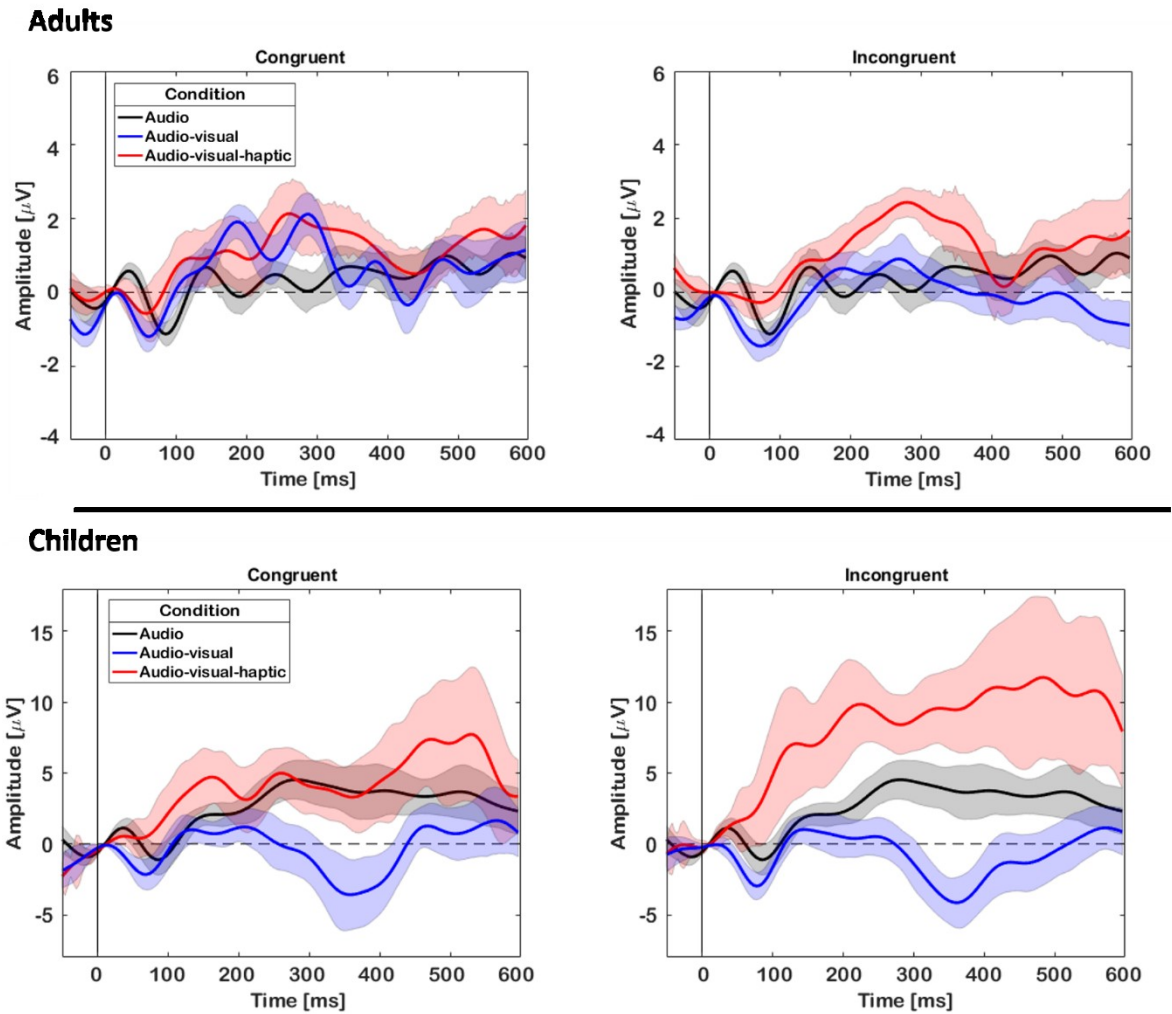 Adults
Congruent
Condition
Audio
Audio-visual
Audio-visual-haptic
Amplitude [μV]
6
4
2
0
-2
-4
0 100 200 300 400 500 600
Time [ms]
Incongruent
Amplitude [μV]
6
4
2
0
-2
-4
0 100 200 300 400 500 600
Time [ms]
Children
Congruent
Condition
Audio
Audio-visual
Audio-visual-haptic
Amplitude [μV]
15
10
5
0
-5
0 100 200 300 400 500 600
Time [ms]
Incongruent
Amplitude [μV]
15
10
5
0
-5
0 100 200 300 400 500 600
Time [ms]